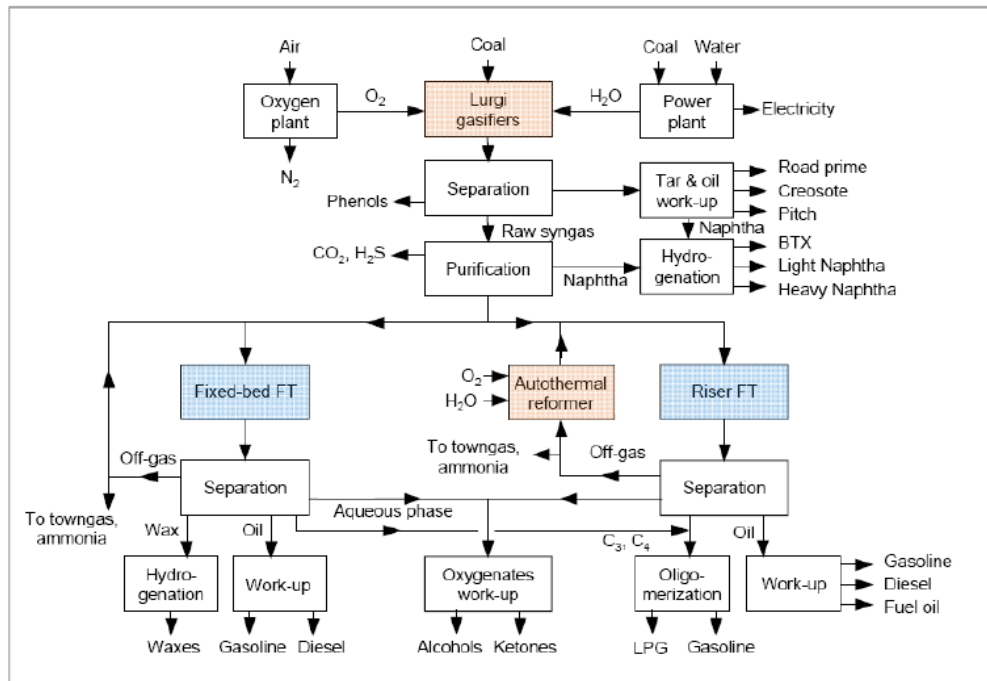 Air
Coal
Coal
Water
Oxygen
plant
O2
Lurgi
gasifiers
H2O
Power
plant
Electricity
N2
Separation
Phenols
Tar & oil
work-up
Road prime
Creosote
Pitch
Raw syngas
Naphtha
CO2, H2S
Purification
Naphtha
Hydro-
genation
BTX
Light Naphtha
Heavy Naphtha
Fixed-bed FT
O2
H2O
Autothermal
reformer
Riser FT
Off-gas
Separation
To towngas,
ammonia
To towngas,
ammonia
Off-gas
Separation
Aqueous phase
Wax
Oil
C3, C4
Oil
Hydro-
genation
Work-up
Oxygenates
work-up
Oligo-
merization
Work-up
Gasoline
Diesel
Fuel oil
Waxes
Gasoline
Diesel
Alcohols
Ketones
LPG
Gasoline